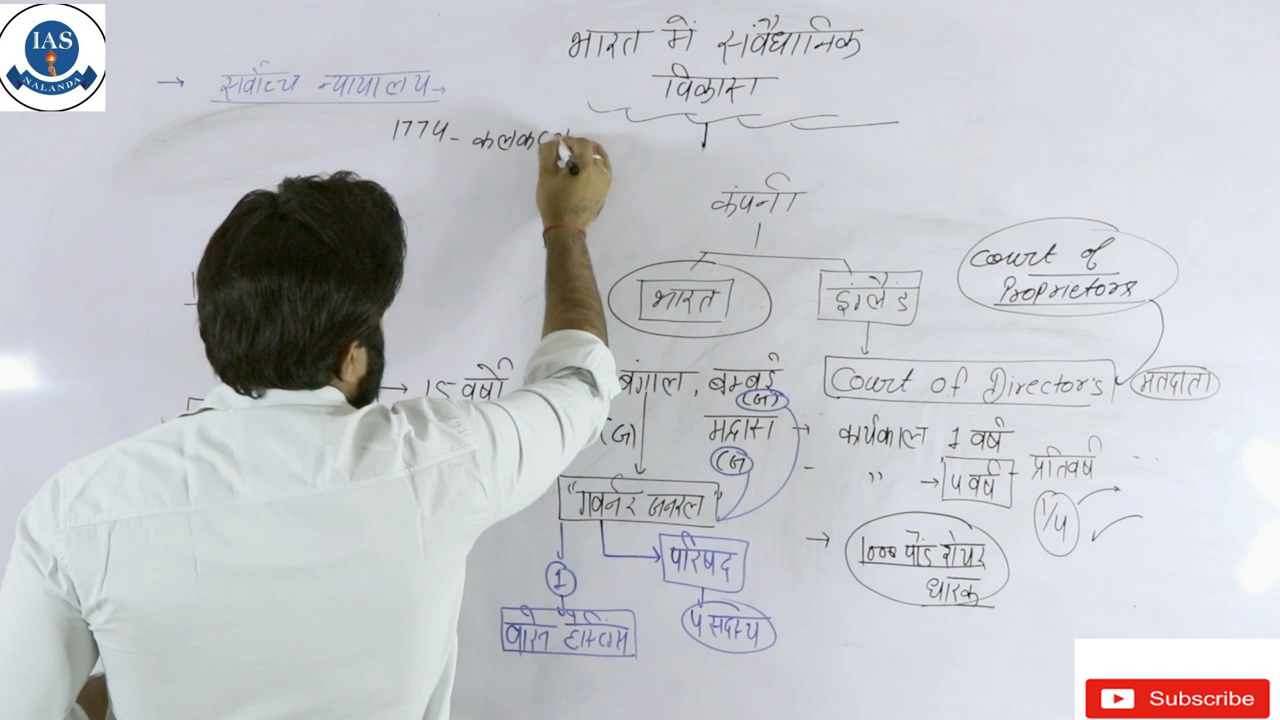 IAS
NALANDA
भारत में संवैधानिक
विकास
→ सर्वोच्च न्यायालय →
1774 - कलकत्
कंपनी
भारत
इंग्लैंड
Court of
Proprietors
→ 15 वर्षों
बंगाल, बम्बई
(ज)
Court of Directors
मतदाता
(ज)
मद्रास
(ज)
→ कार्यकाल 1 वर्ष
- " → 4 वर्ष
प्रतिवर्ष
1/4
"गवर्नर जनरल"
→ 1000 पौंड शेयर
धारक
परिषद
1
वारेन हेस्टिंग्स
4 सदस्य
Subscribe